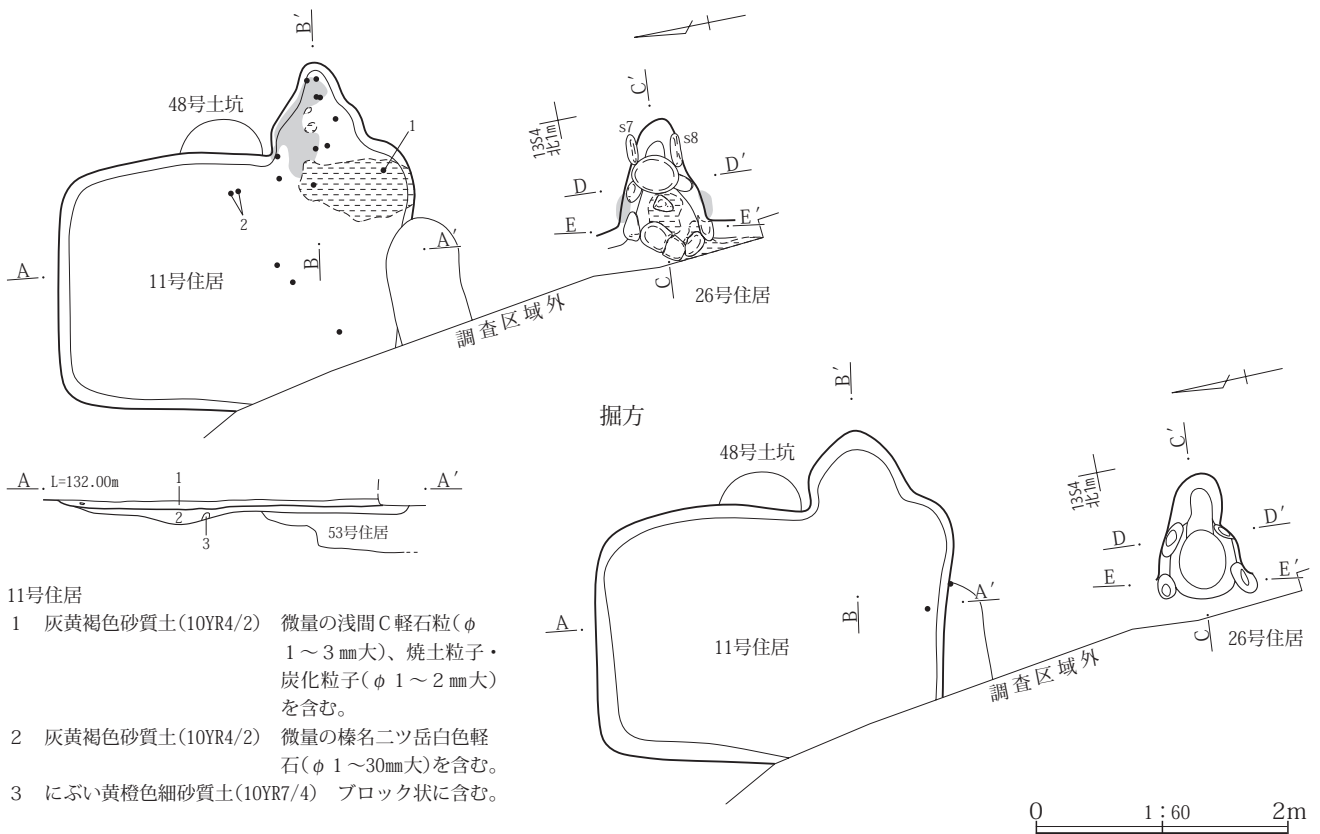 B′
48号土坑
1
2
A
A′
B
11号住居
調査区域外
C′
13S4
北1m
s7
s8
D
D′
E
E′
C
26号住居
A
L=132.00m
1
A′
2
3
53号住居
掘方
B′
48号土坑
A
A′
B
11号住居
調査区域外
C′
13S4
北1m
D
D′
E
E′
C
26号住居
11号住居
1 灰黄褐色砂質土(10YR4/2) 微量の浅間C軽石粒(φ
1～3㎜大)、焼土粒子・
炭化粒子(φ1～2㎜大)
を含む。
2 灰黄褐色砂質土(10YR4/2) 微量の榛名二ツ岳白色軽
石(φ1～30㎜大)を含む。
3 にぶい黄橙色細砂質土(10YR7/4) ブロック状に含む。
0 1:60 2m